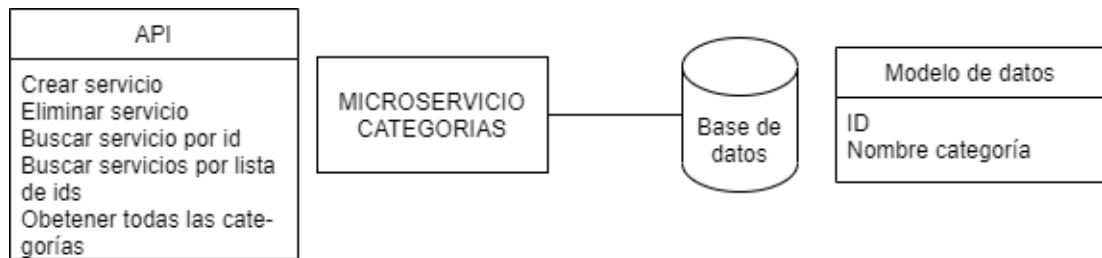 API
Crear servicio
Eliminar servicio
Buscar servicio por id
Buscar servicios por lista
de ids
Obetener todas las cate-
gorías
MICROSERVICIO
CATEGORIAS
Base de
datos
Modelo de datos
ID
Nombre categoría